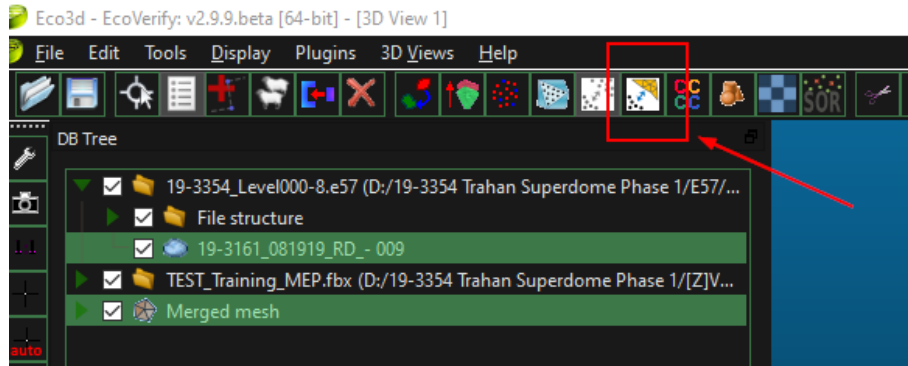 Eco3d - EcoVerify: v2.9.9.beta [64-bit] - [3D View 1]
File Edit Tools Display Plugins 3D Views Help
CC
CC
SOR
DB Tree
19-3354_Level000-8.e57 (D:/19-3354 Trahan Superdome Phase 1/E57/...
File structure
19-3161_081919_RD_- 009
TEST_Training_MEP.fbx (D:/19-3354 Trahan Superdome Phase 1/[Z]V...
Merged mesh
auto